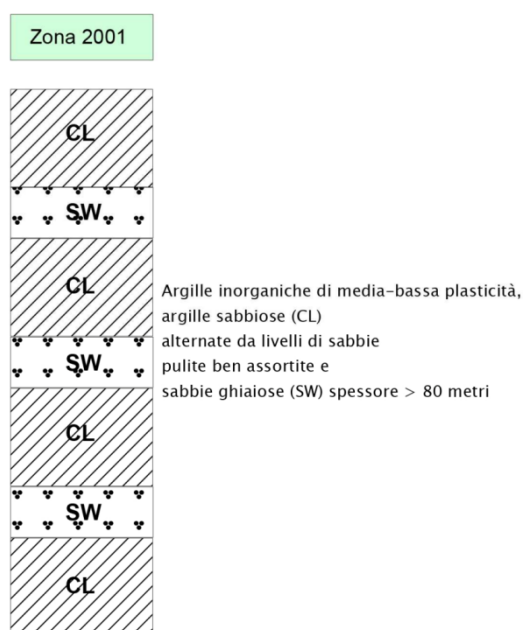 Zona 2001
CL
SW
CL
Argille inorganiche di media-bassa plasticità,
argille sabbiose (CL)
alternate da livelli di sabbie
pulite ben assortite e
sabbie ghiaiose (SW) spessore > 80 metri
SW
CL
SW
CL